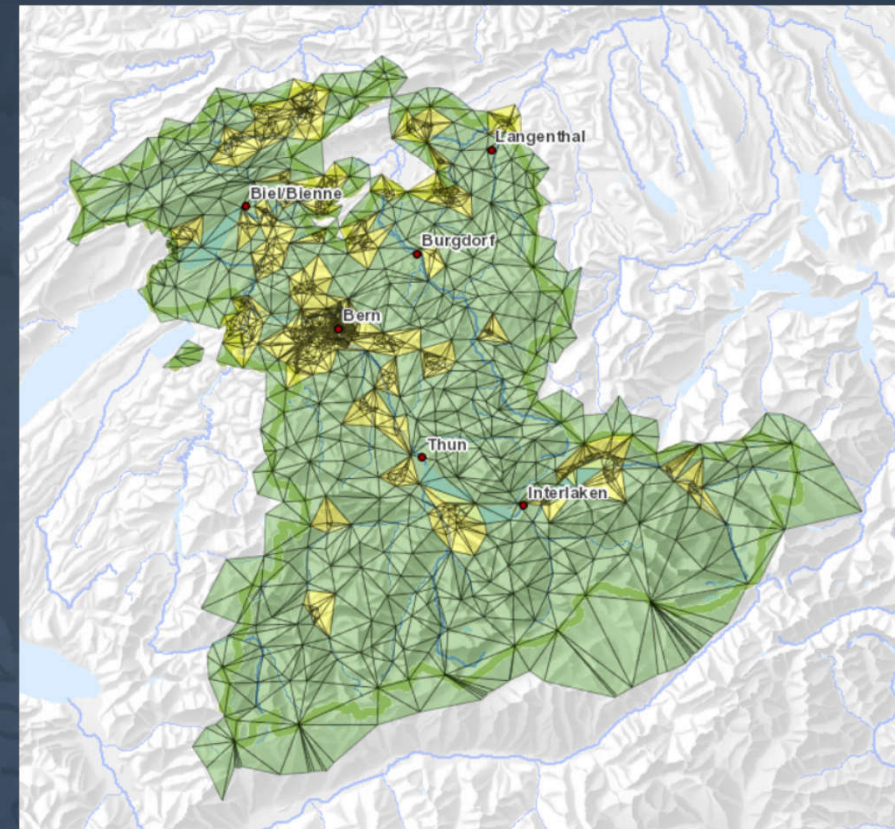 Langenthal
Biel/Bienne
Burgdorf
Bern
Thun
Interlaken